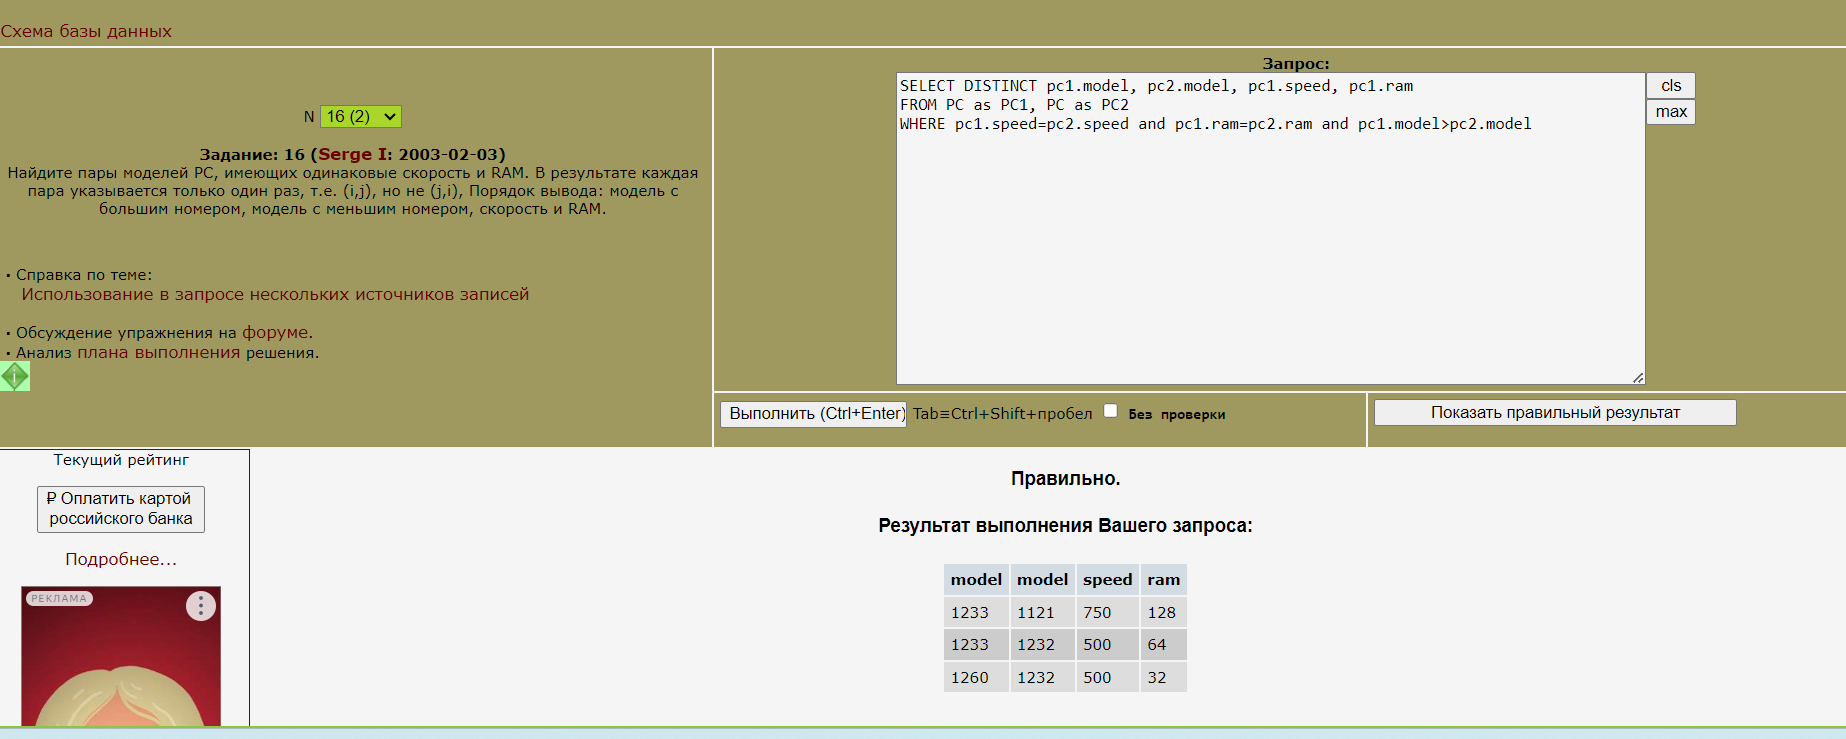 Схема базы данных
N 16 (2)
Задание: 16 (Serge I: 2003-02-03)
Найдите пары моделей PC, имеющих одинаковые скорость и RAM. В результате каждая
пара указывается только один раз, т.е. (i,j), но не (j,i), Порядок вывода: модель с
большим номером, модель с меньшим номером, скорость и RAM.
· Справка по теме:
Использование в запросе нескольких источников записей
· Обсуждение упражнения на форуме.
· Анализ плана выполнения решения.
Запрос:
SELECT DISTINCT pc1.model, pc2.model, pc1.speed, pc1.ram
FROM PC as PC1, PC as PC2
WHERE pc1.speed=pc2.speed and pc1.ram=pc2.ram and pc1.model>pc2.model
cls
max
Выполнить (Ctrl+Enter) Tab≡Ctrl+Shift+пробел Без проверки
Показать правильный результат
Текущий рейтинг
₽ Оплатить картой
российского банка
Подробнее...
РЕКЛАМА
Правильно.
Результат выполнения Вашего запроса:
model model speed ram
1233 1121 750 128
1233 1232 500 64
1260 1232 500 32